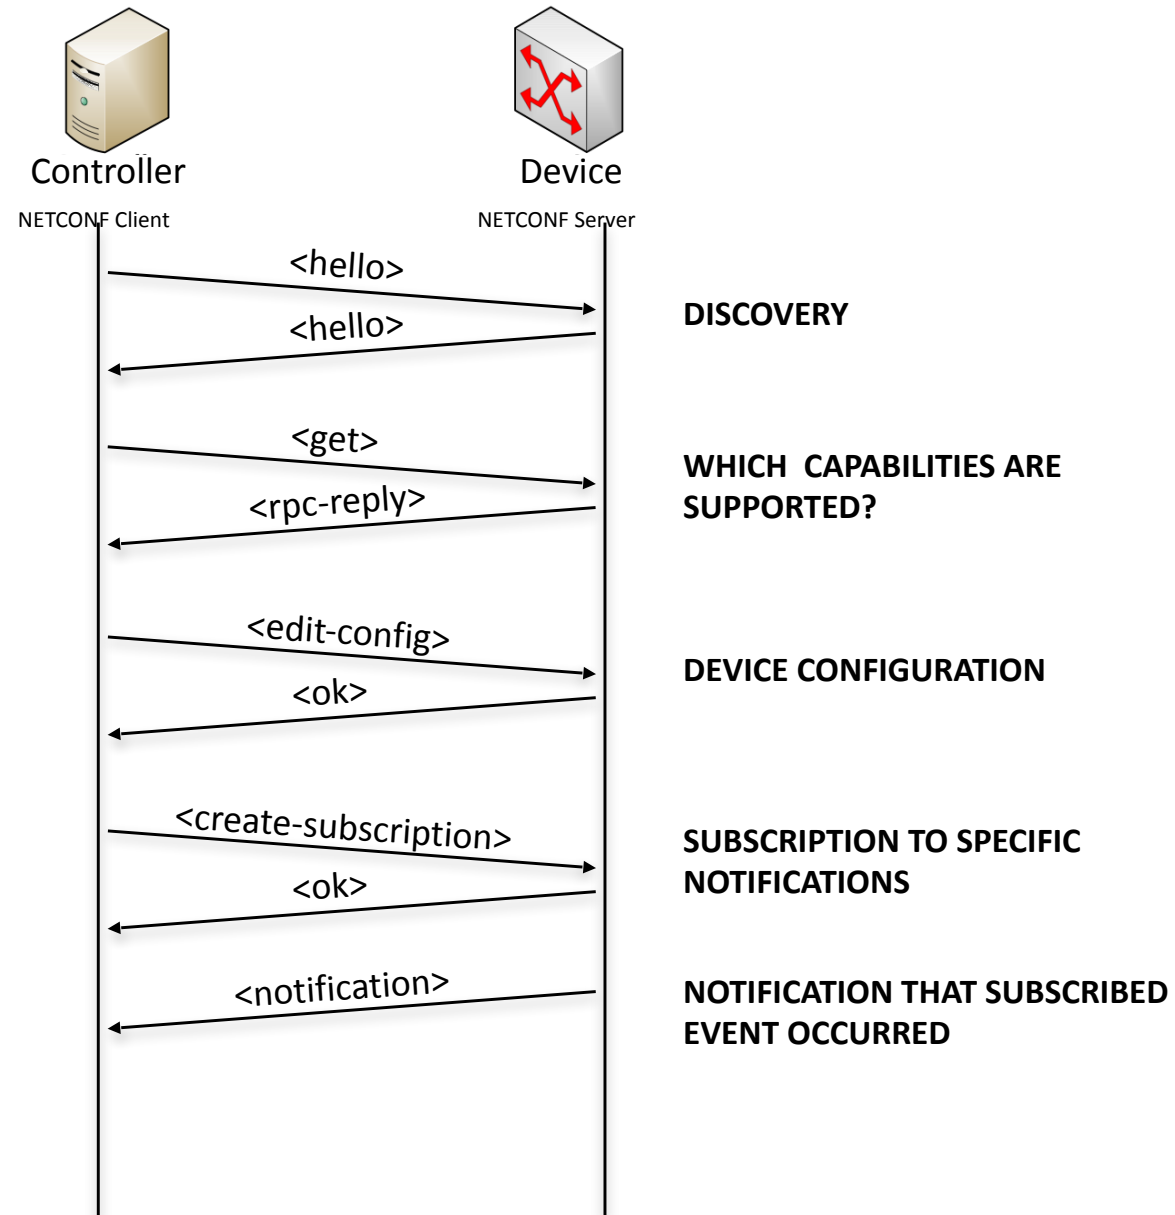 Controller
Device
NETCONF Client
NETCONF Server
<hello>
<hello>
DISCOVERY
<get>
<rpc-reply>
WHICH  CAPABILITIES ARE
SUPPORTED?
<edit-config>
<ok>
DEVICE CONFIGURATION
<create-subscription>
<ok>
SUBSCRIPTION TO SPECIFIC
NOTIFICATIONS
<notification>
NOTIFICATION THAT SUBSCRIBED
EVENT OCCURRED